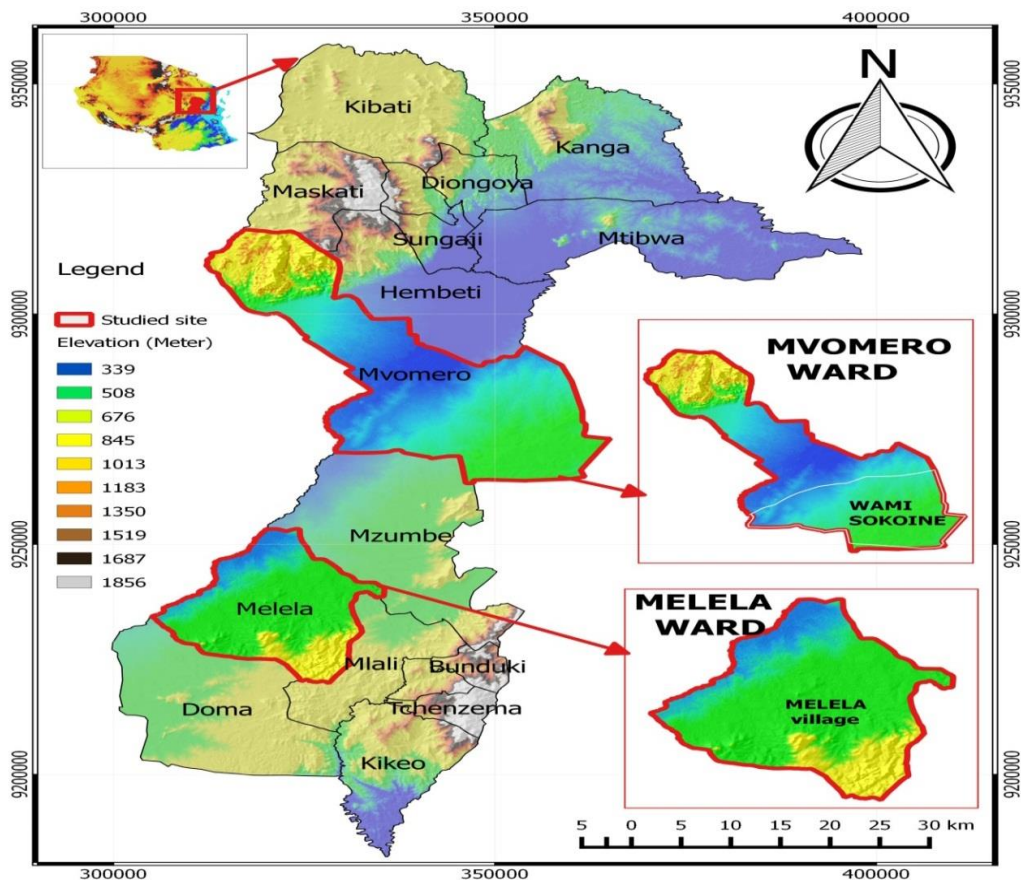 300000 350000 400000
9350000
9350000
N
Kibati
Kanga
Maskati
Diongoya
Sungaji
Mtibwa
Legend
Hembeti
9300000
9300000
Studied site
Elevation (Meter)
339
508
676
845
1013
1183
1350
1519
1687
1856
Mvomero
MVOMERO
WARD
WAMI
SOKOINE
9250000
9250000
Mzumbe
Melela
MELELA
WARD
Mlali
Bunduki
Doma
Tchenzema
MELELA
village
Kikeo
9200000
9200000
5 0 5 10 15 20 25 30 km
300000 350000 400000